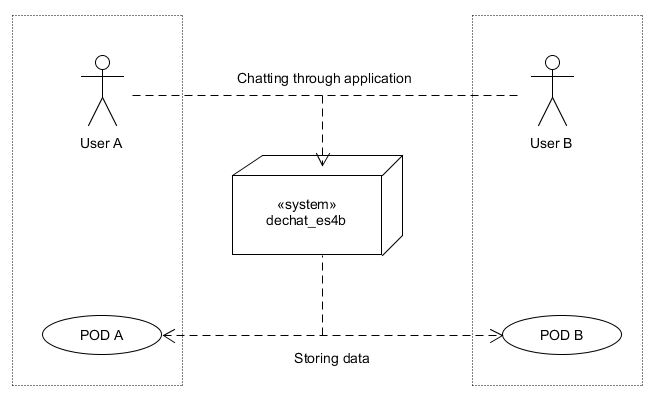 Chatting through application
User A
User B
«system»
dechat_es4b
POD A
POD B
Storing data